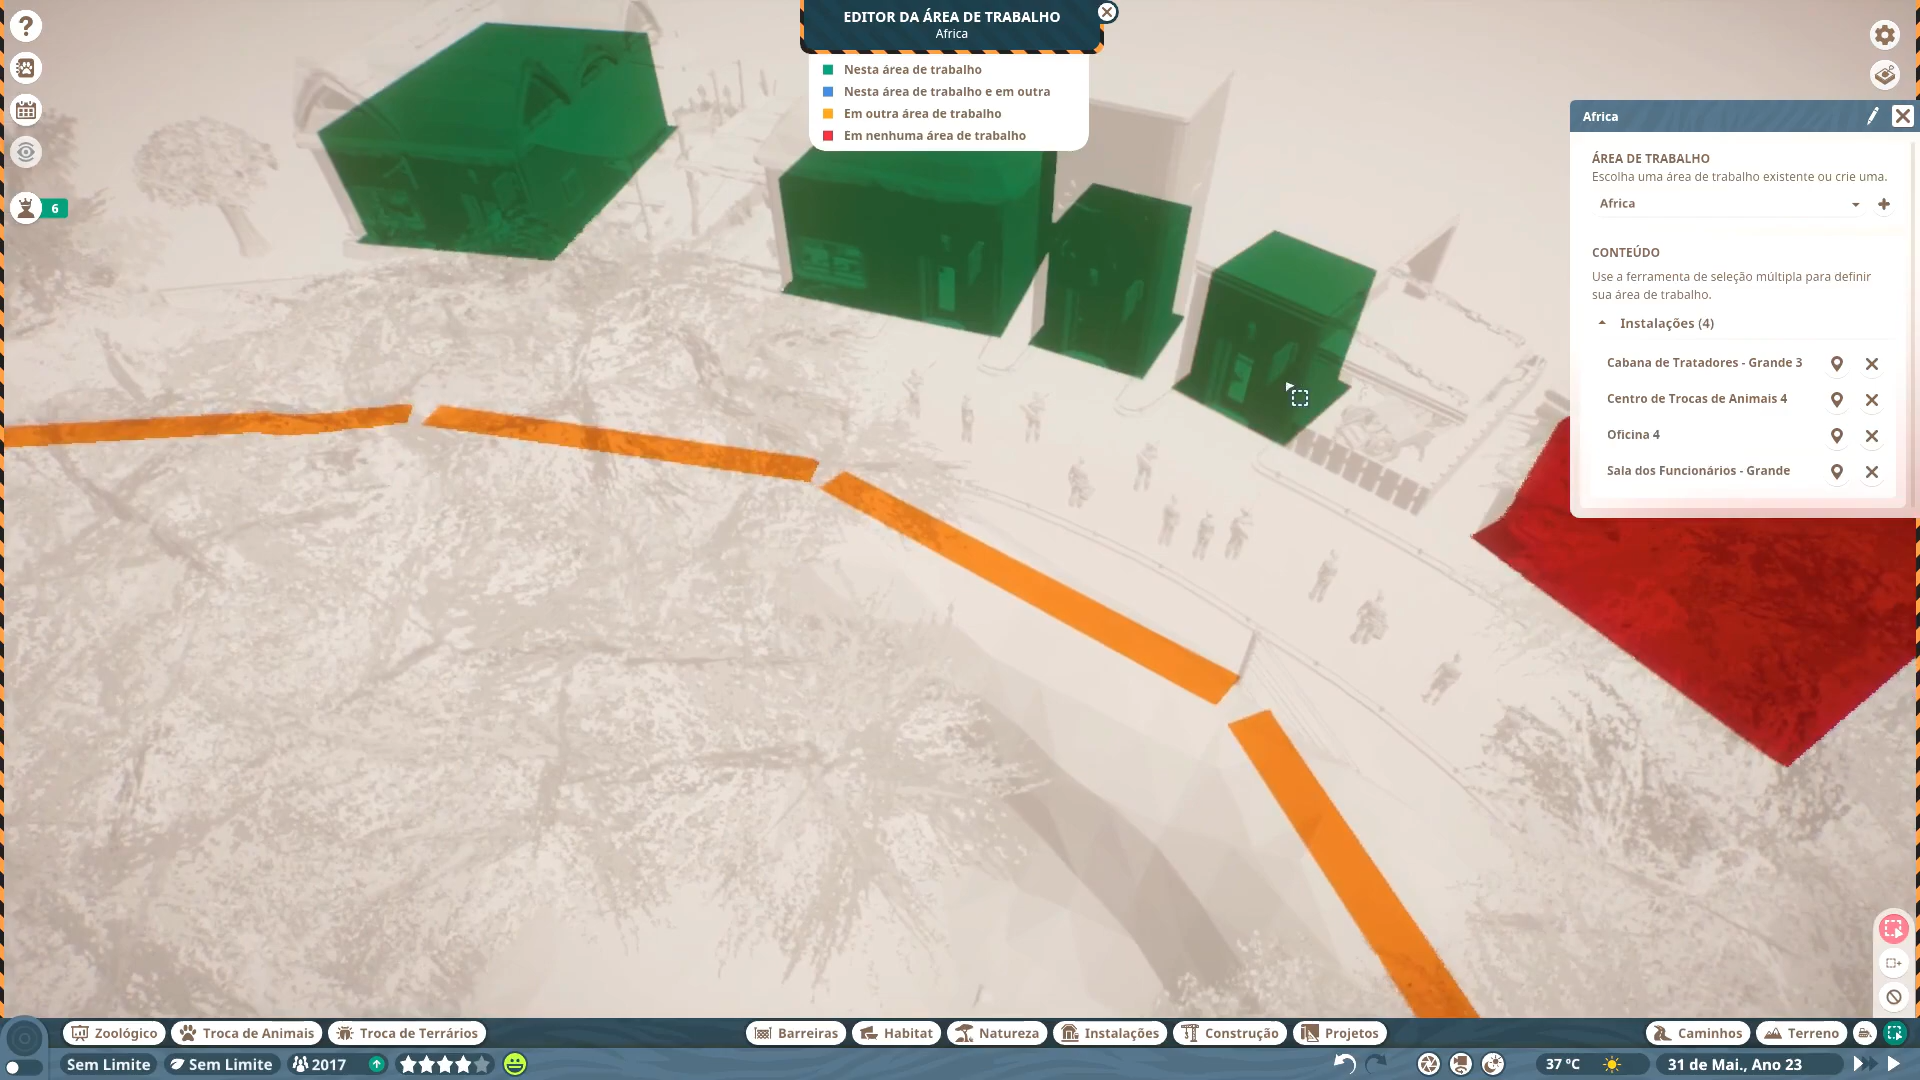 EDITOR DA ÁREA DE TRABALHO
Africa
Nesta área de trabalho
Nesta área de trabalho e em outra
Em outra área de trabalho
Em nenhuma área de trabalho
?
6
Africa
ÁREA DE TRABALHO
Escolha uma área de trabalho existente ou crie uma.
Africa
CONTEÚDO
Use a ferramenta de seleção múltipla para definir
sua área de trabalho.
Instalações (4)
Cabana de Tratadores - Grande 3
Centro de Trocas de Animais 4
Oficina 4
Sala dos Funcionários - Grande
Zoológico
Troca de Animais
Troca de Terrários
Barreiras
Habitat
Natureza
Instalações
Construção
Projetos
Caminhos
Terreno
Sem Limite
Sem Limite
2017
37 °C
31 de Mai., Ano 23